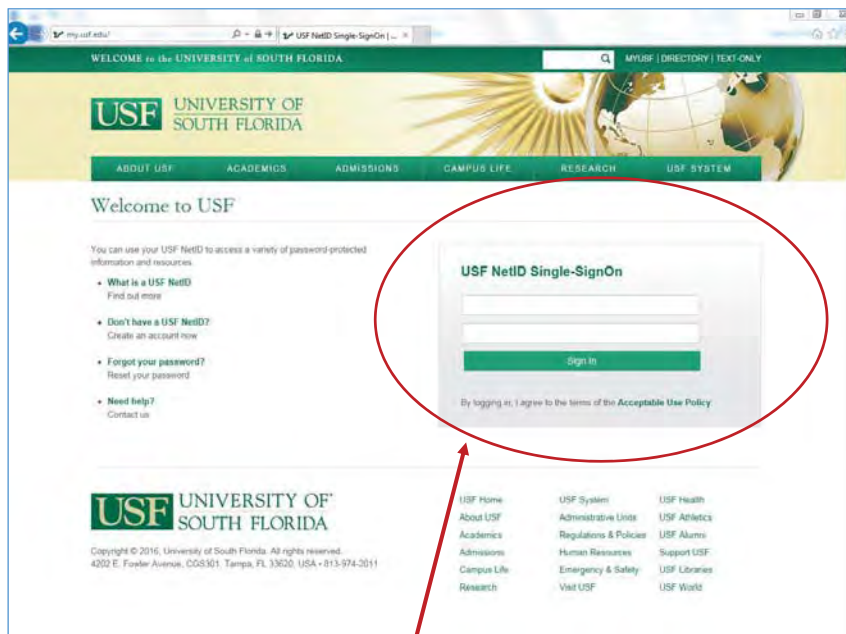 my.usf.edu/
USF NetID Single-SignOn | ...
WELCOME to the UNIVERSITY of SOUTH FLORIDA
MYUSF | DIRECTORY | TEXT-ONLY
USF
UNIVERSITY OF
SOUTH FLORIDA
ABOUT USF ACADEMICS ADMISSIONS CAMPUS LIFE RESEARCH USF SYSTEM
Welcome to USF
You can use your USF NetID to access a variety of password-protected
information and resources.
• What is a USF NetID
Find out more
• Don't have a USF NetID?
Create an account now
• Forgot your password?
Reset your password
• Need help?
Contact us
USF NetID Single-SignOn
Sign In
By logging in, I agree to the terms of the Acceptable Use Policy
USF
UNIVERSITY OF
SOUTH FLORIDA
Copyright © 2016, University of South Florida. All rights reserved.
4202 E. Fowler Avenue, CGS301, Tampa, FL 33620, USA • 813-974-2011
USF Home
About USF
Academics
Admissions
Campus Life
Research
USF System
Administrative Units
Regulations & Policies
Human Resources
Emergency & Safety
Visit USF
USF Health
USF Athletics
USF Alumni
Support USF
USF Libraries
USF World